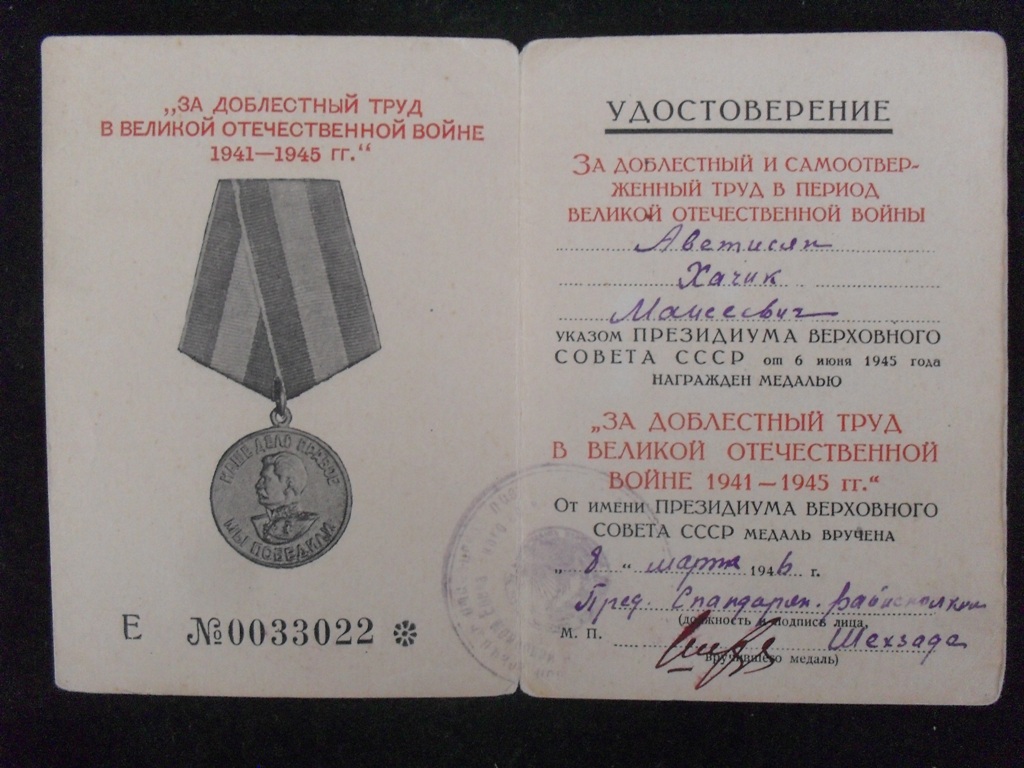 „ЗА ДОБЛЕСТНЫЙ ТРУД
В ВЕЛИКОЙ ОТЕЧЕСТВЕННОЙ ВОЙНЕ
1941—1945 гг.“
НАШЕ ДЕЛО ПРАВОЕ
МЫ ПОБЕДИЛИ
Е №0033022
УДОСТОВЕРЕНИЕ
ЗА ДОБЛЕСТНЫЙ И САМООТВЕР-
ЖЕННЫЙ ТРУД В ПЕРИОД
ВЕЛИКОЙ ОТЕЧЕСТВЕННОЙ ВОЙНЫ
Аветисян
Хачик
Моисеевич
УКАЗОМ ПРЕЗИДИУМА ВЕРХОВНОГО
СОВЕТА СССР от 6 июня 1945 года
НАГРАЖДЕН МЕДАЛЬЮ
„ЗА ДОБЛЕСТНЫЙ ТРУД
В ВЕЛИКОЙ ОТЕЧЕСТВЕННОЙ
ВОЙНЕ 1941—1945 гг.“
От имени ПРЕЗИДИУМА ВЕРХОВНОГО
СОВЕТА СССР МЕДАЛЬ ВРУЧЕНА
„8“ марта 1946 г.
Пред. Спандарян. Райисполком
(должность и подпись лица,
М. П. Шехзада
вручившего медаль)